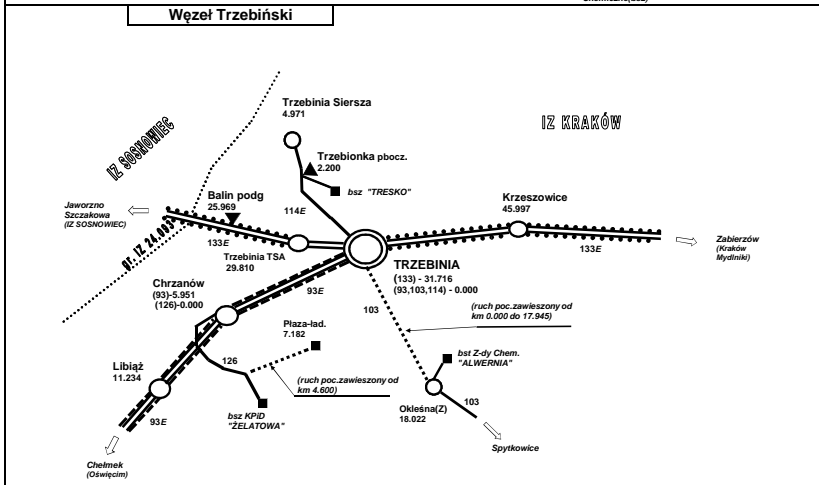 Węzeł Trzebiński
Trzebinia Siersza
4.971
IZ SOSNOWIEC
IZ KRAKÓW
Trzebionka pbocz.
2.200
bsz "TRESKO"
Balin podg
25.969
Krzeszowice
45.997
Jaworzno
Szczakowa
(IZ SOSNOWIEC)
gr. IZ 24.093
114E
133E
Trzebinia TSA
29.810
133E
Zabierzów
(Kraków
Mydlniki)
TRZEBINIA
(133) - 31.716
(93,103,114) - 0.000
Chrzanów
(93)-5.951
(126)-0.000
93E
103
(ruch poc.zawieszony od
km 0.000 do 17.945)
Płaza-ład.
7.182
Libiąż
11.234
126
(ruch poc.zawieszony od
km 4.600)
bst Z-dy Chem.
"ALWERNIA"
bsz KPiD
"ŻELATOWA"
93E
Okleśna(Z)
18.022
103
Chełmek
(Oświęcim)
Spytkowice